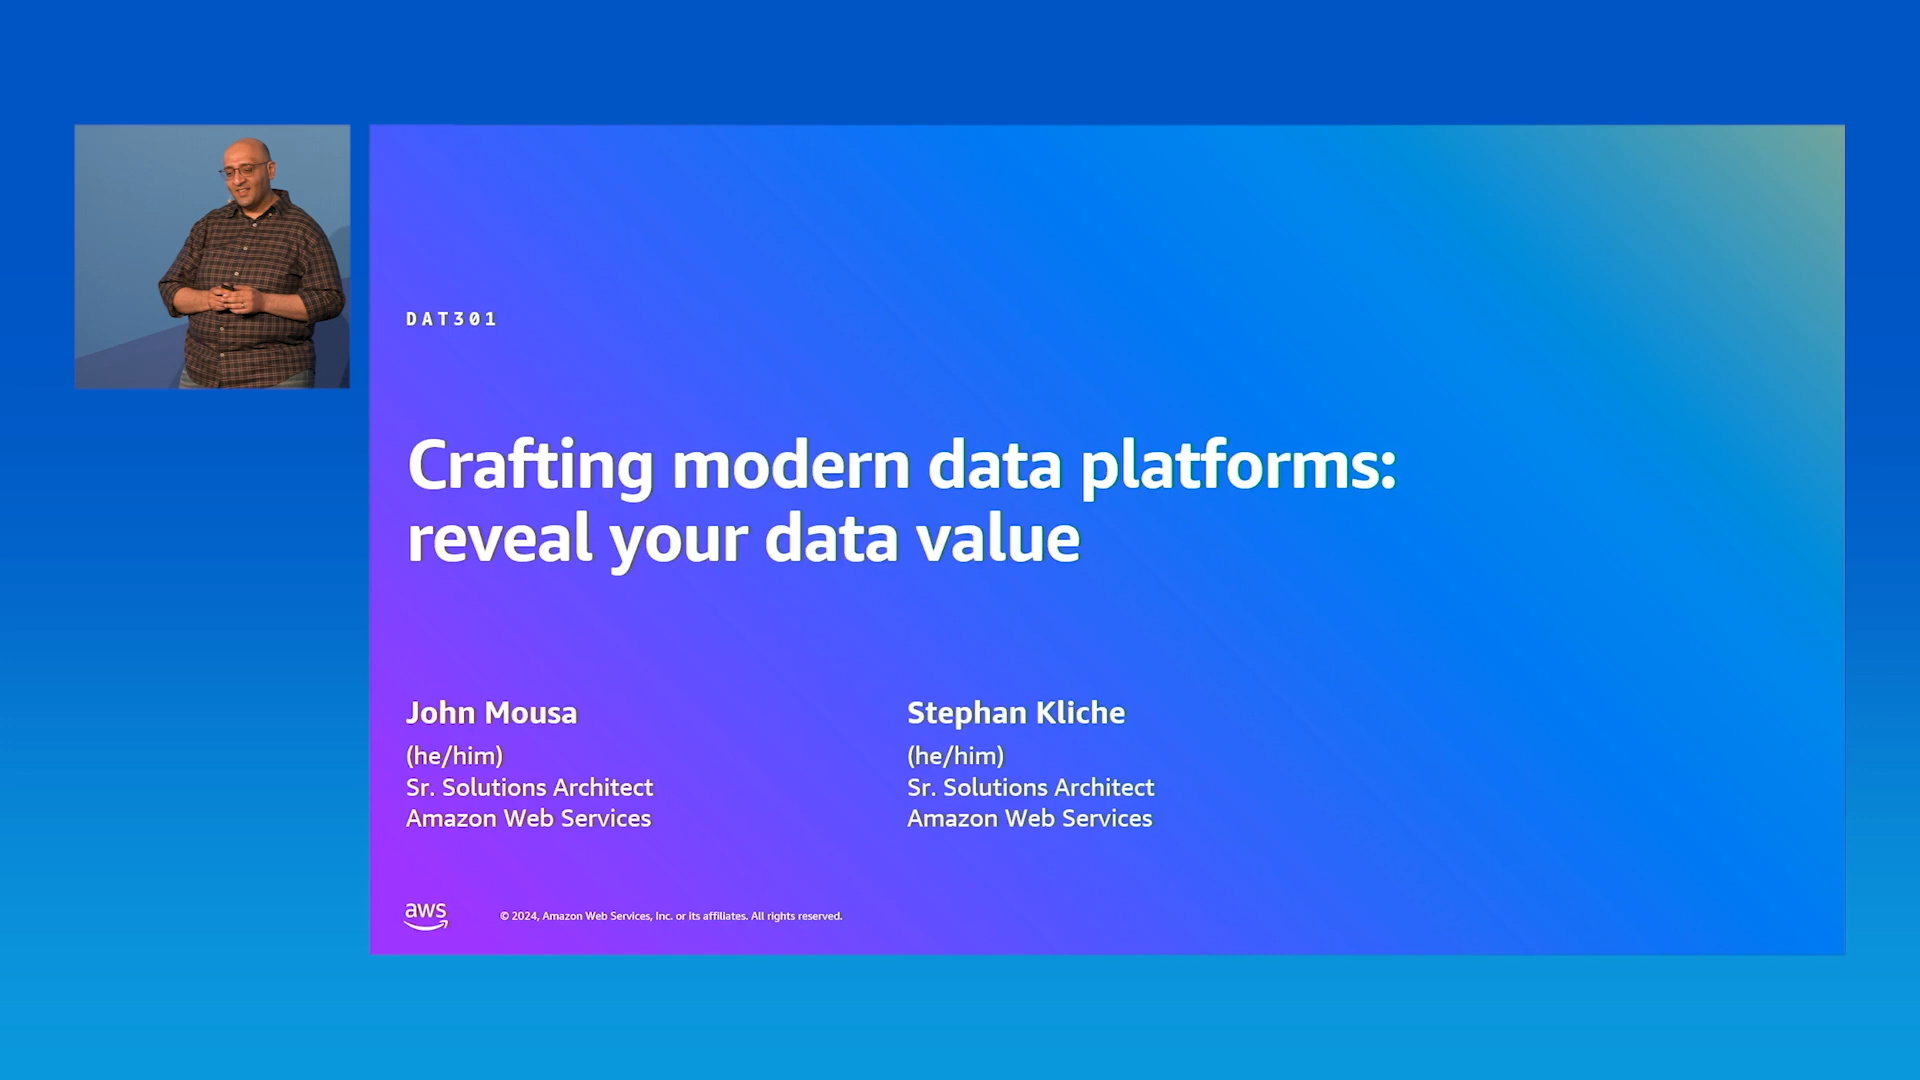 DAT301
Crafting modern data platforms:
reveal your data value
John Mousa
(he/him)
Sr. Solutions Architect
Amazon Web Services
Stephan Kliche
(he/him)
Sr. Solutions Architect
Amazon Web Services
aws
© 2024, Amazon Web Services, Inc. or its affiliates. All rights reserved.